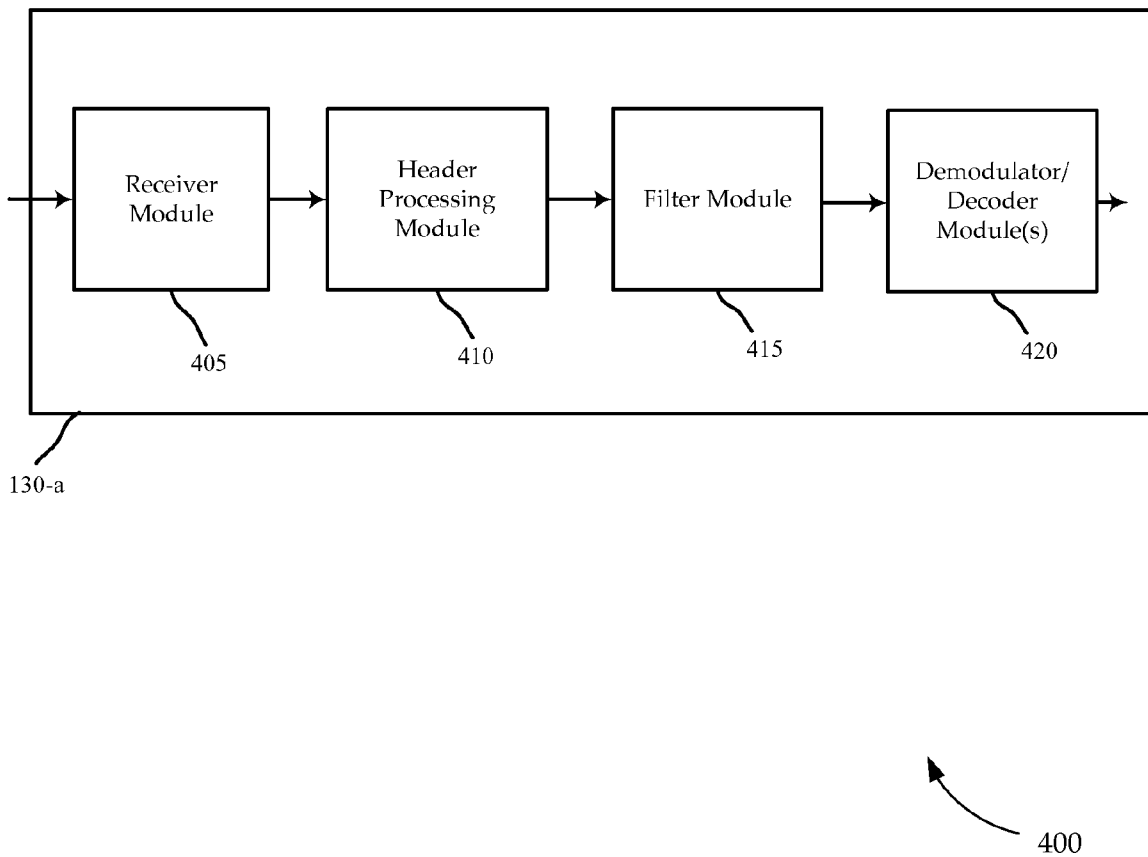 Receiver
Module
Header
Processing
Module
Filter Module
Demodulator/
Decoder
Module(s)
405
410
415
420
130-a
400